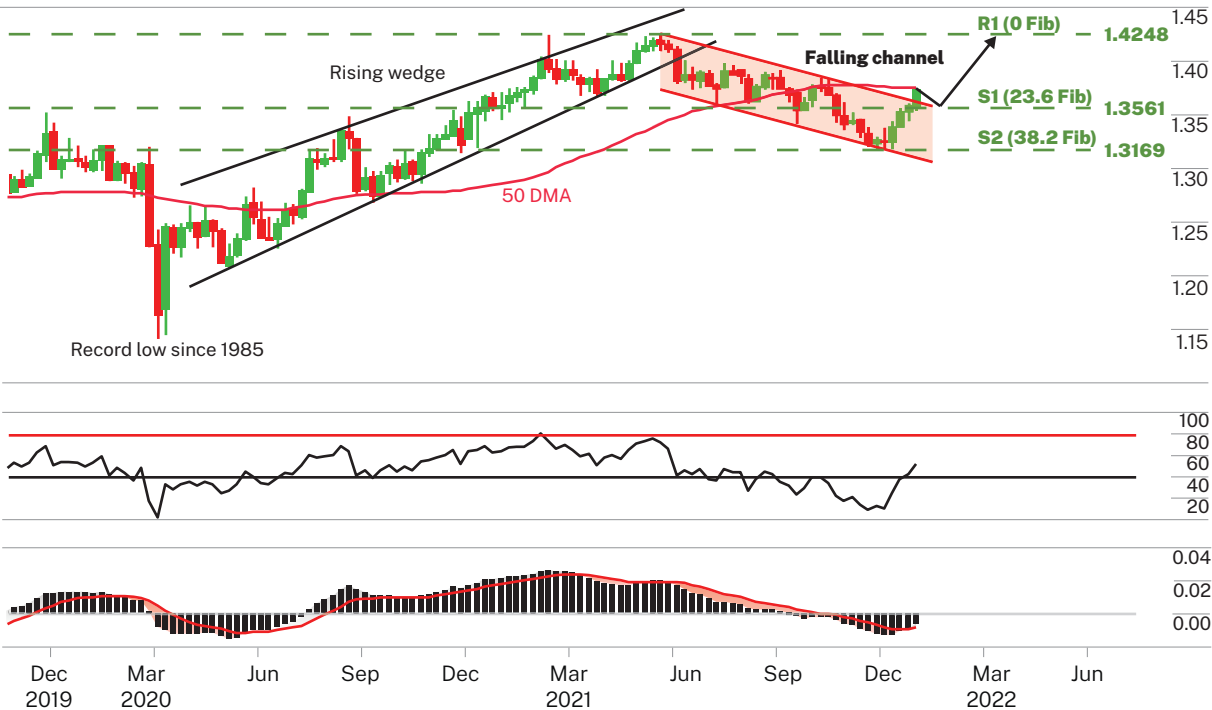 1.45
R1 (0 Fib)
1.4248
Falling channel
Rising wedge
1.40
S1 (23.6 Fib)
1.3561
1.35
S2 (38.2 Fib)
1.3169
1.30
50 DMA
1.25
1.20
Record low since 1985
1.15
100
80
60
40
20
0.04
0.02
0.00
Dec Mar Jun Sep Dec Mar Jun Sep Dec Mar Jun
2019 2020 2021 2022